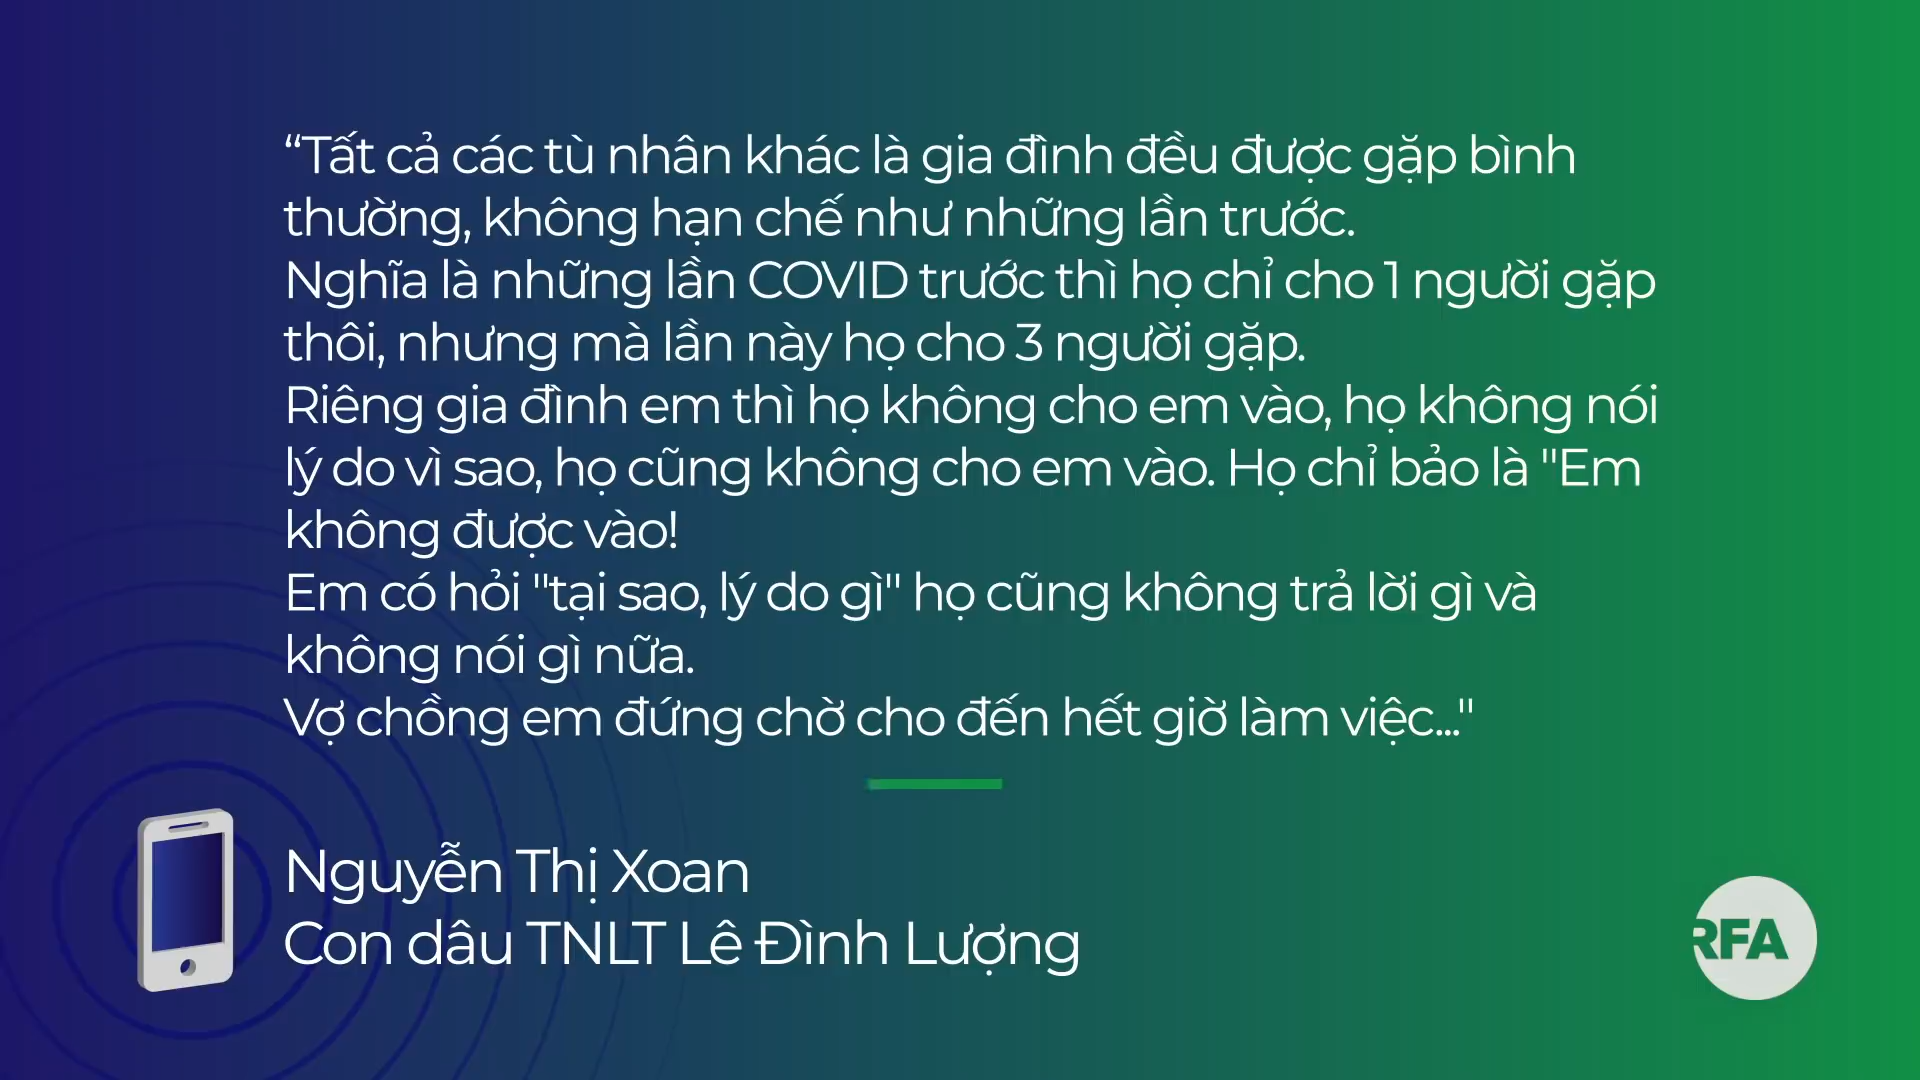 “Tất cả các tù nhân khác là gia đình đều được gặp bình
thường, không hạn chế như những lần trước.
Nghĩa là những lần COVID trước thì họ chỉ cho 1 người gặp
thôi, nhưng mà lần này họ cho 3 người gặp.
Riêng gia đình em thì họ không cho em vào, họ không nói
lý do vì sao, họ cũng không cho em vào. Họ chỉ bảo là "Em
không được vào!
Em có hỏi "tại sao, lý do gì" họ cũng không trả lời gì và
không nói gì nữa.
Vợ chồng em đứng chờ cho đến hết giờ làm việc..."
Nguyễn Thị Xoan
Con dâu TNLT Lê Đình Lượng
RFA